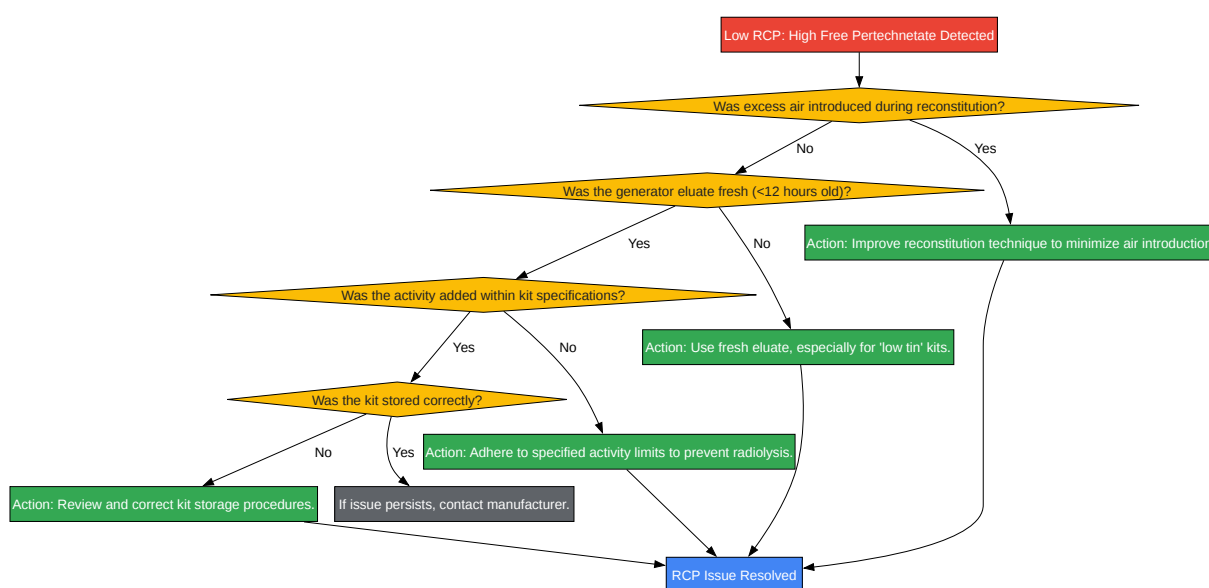 Low RCP: High Free Pertechnetate Detected
Was excess air introduced during reconstitution?
No
Yes
Was the generator eluate fresh (<12 hours old)?
Yes
No
Action: Improve reconstitution technique to minimize air introduction
Was the activity added within kit specifications?
Yes
No
Action: Use fresh eluate, especially for 'low tin' kits.
Was the kit stored correctly?
No
Yes
Action: Adhere to specified activity limits to prevent radiolysis.
Action: Review and correct kit storage procedures.
If issue persists, contact manufacturer.
RCP Issue Resolved